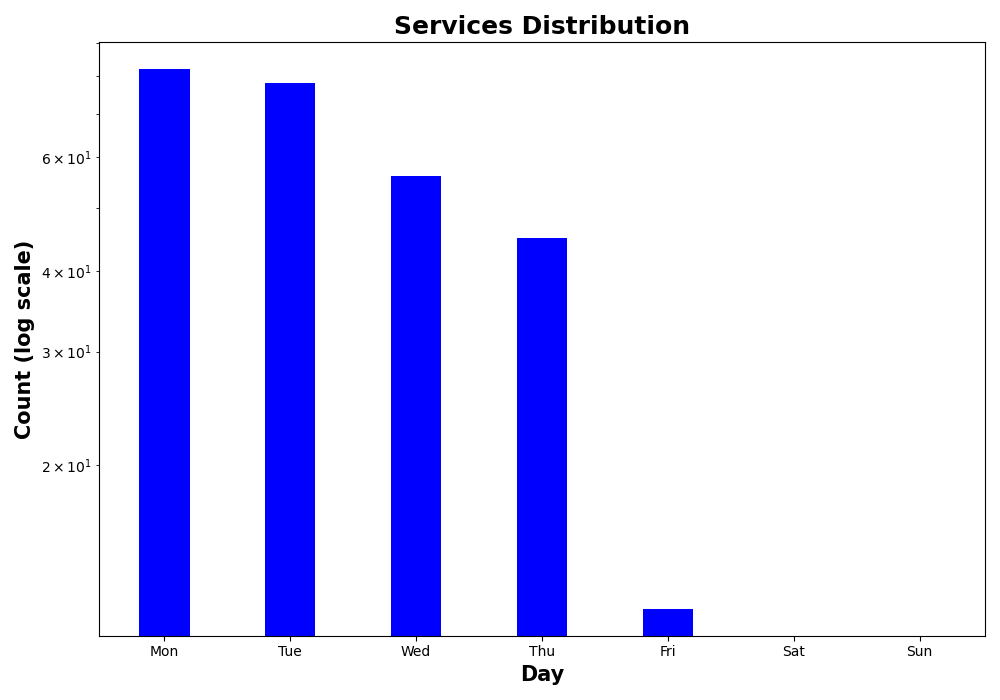 Services Distribution
Count (log scale)
6 × 10¹
4 × 10¹
3 × 10¹
2 × 10¹
Mon Tue Wed Thu Fri Sat Sun
Day